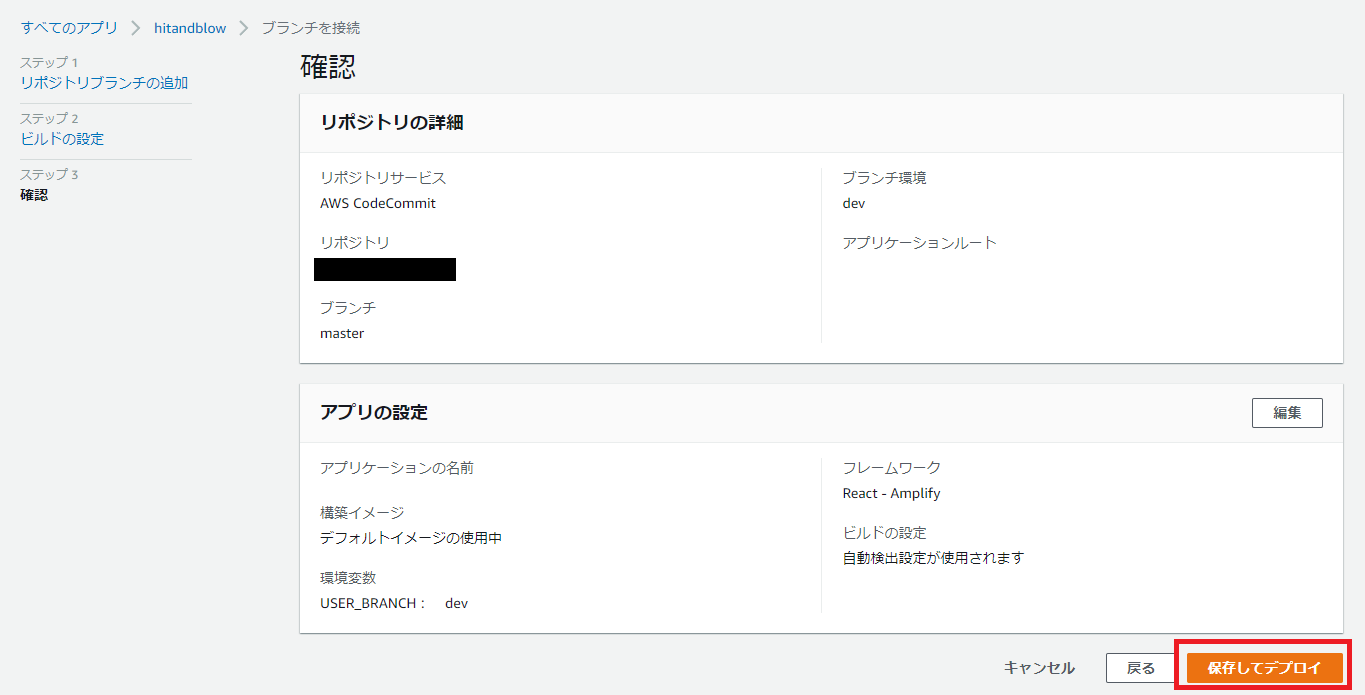 すべてのアプリ > hitandblow > ブランチを接続
ステップ 1
リポジトリブランチの追加
ステップ 2
ビルドの設定
ステップ 3
確認
確認
リポジトリの詳細
リポジトリサービス
AWS CodeCommit
リポジトリ
ブランチ
master
ブランチ環境
dev
アプリケーションルート
アプリの設定
編集
アプリケーションの名前
構築イメージ
デフォルトイメージの使用中
環境変数
USER_BRANCH : dev
フレームワーク
React - Amplify
ビルドの設定
自動検出設定が使用されます
キャンセル
戻る
保存してデプロイ